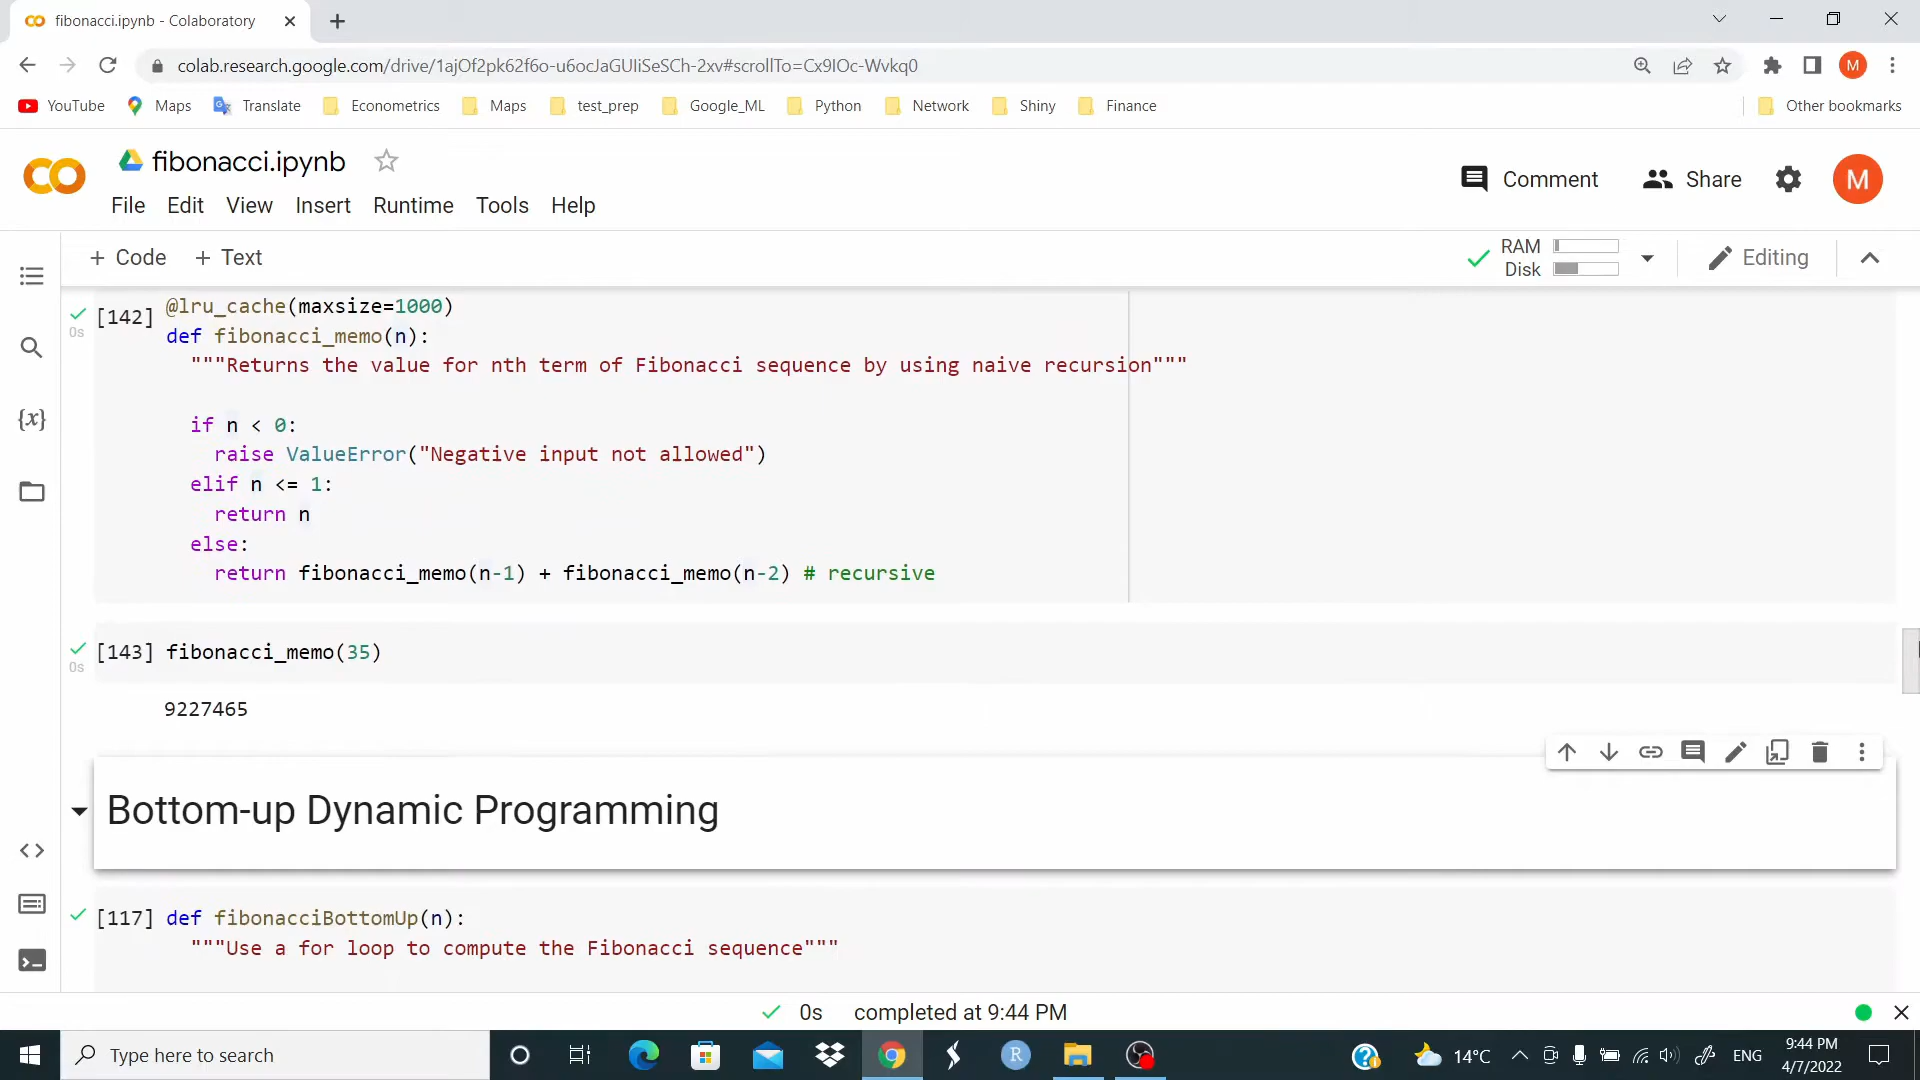 fibonacci.ipynb - Colaboratory
colab.research.google.com/drive/1ajOf2pk62f6o-u6ocJaGUIiSeSCh-2xv#scrollTo=Cx9IOc-Wvkq0
M
YouTube Maps Translate Econometrics Maps test_prep Google_ML Python Network Shiny Finance Other bookmarks
fibonacci.ipynb
Comment Share M
File Edit View Insert Runtime Tools Help
+ Code + Text
RAM
Disk
Editing
[142] @lru_cache(maxsize=1000)
0s
def fibonacci_memo(n):
"""Returns the value for nth term of Fibonacci sequence by using naive recursion"""
if n < 0:
raise ValueError("Negative input not allowed")
elif n <= 1:
return n
else:
return fibonacci_memo(n-1) + fibonacci_memo(n-2) # recursive
[143] fibonacci_memo(35)
0s
9227465
Bottom-up Dynamic Programming
[117] def fibonacciBottomUp(n):
"""Use a for loop to compute the Fibonacci sequence"""
0s completed at 9:44 PM
Type here to search
R
14°C
ENG
9:44 PM
4/7/2022